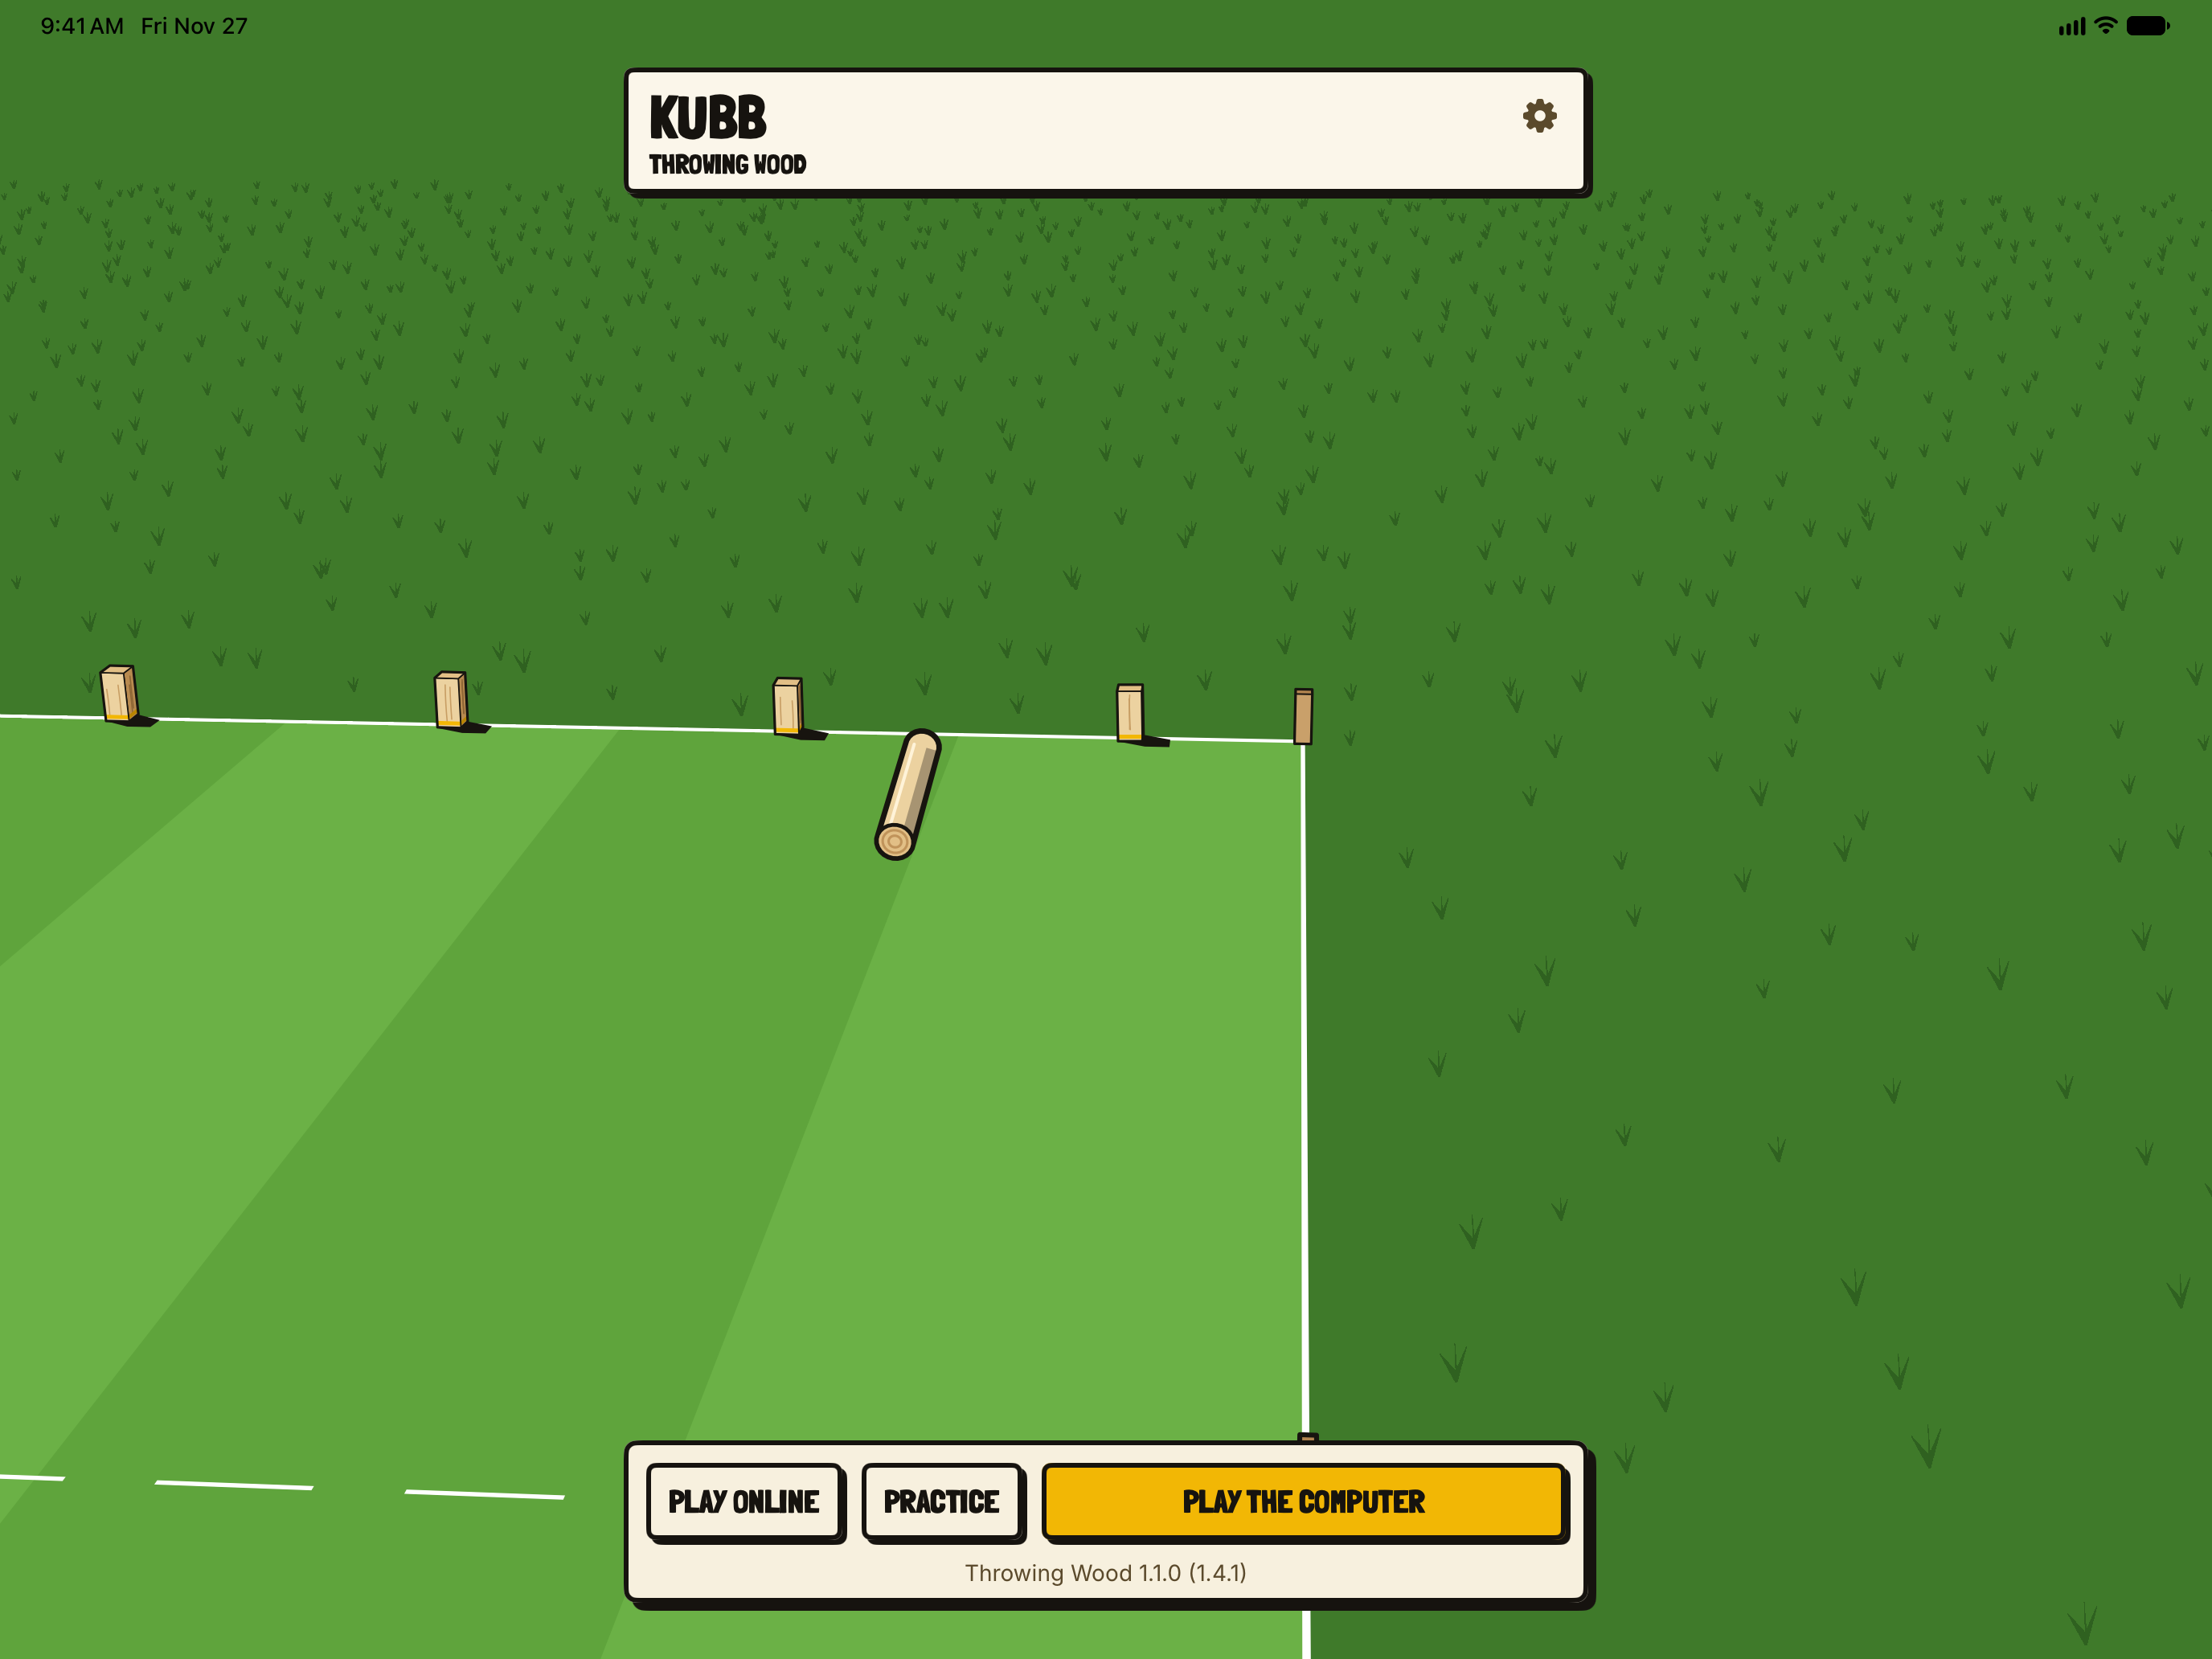 9:41 AM Fri Nov 27
KUBB
THROWING WOOD
PLAY ONLINE
PRACTICE
PLAY THE COMPUTER
Throwing Wood 1.1.0 (1.4.1)